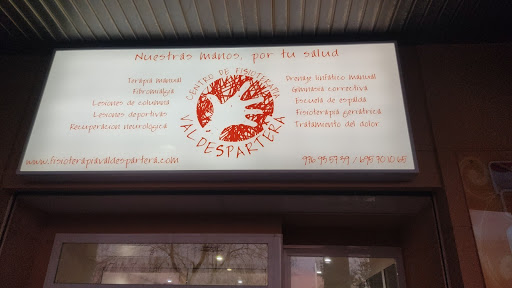 Nuestras manos, por tu salud
Terapia manual
Fibromialgia
Lesiones de columna
Lesiones deportivas
Recuperación neurológica
CENTRO DE FISIOTERAPIA
VALDESPARTERA
Drenaje linfático manual
Gimnasia correctiva
Escuela de espalda
Fisioterapia geriátrica
Tratamiento del dolor
www.fisioterapiavaldespartera.com